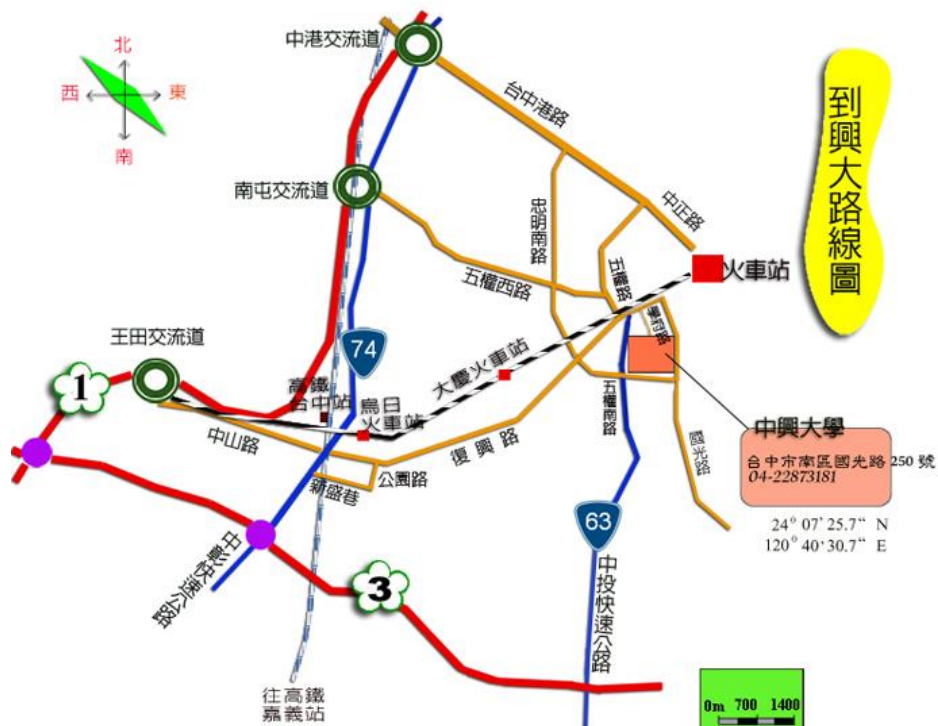 中港交流道
北
西 東
南
台中港路
到興大路線圖
南屯交流道
忠明南路
中正路
五權西路
五權路
火車站
學府路
王田交流道
74
大慶火車站
1
高鐵
台中站
烏日
火車站
五權南路
中興大學
中山路
復興路
國光路
台中市南區國光路250號
04-22873181
公園路
新盛巷
63
24° 07' 25.7“ N
120° 40' 30.7“ E
中彰快速公路
3
中投快速公路
往高鐵
嘉義站
0m 700 1400